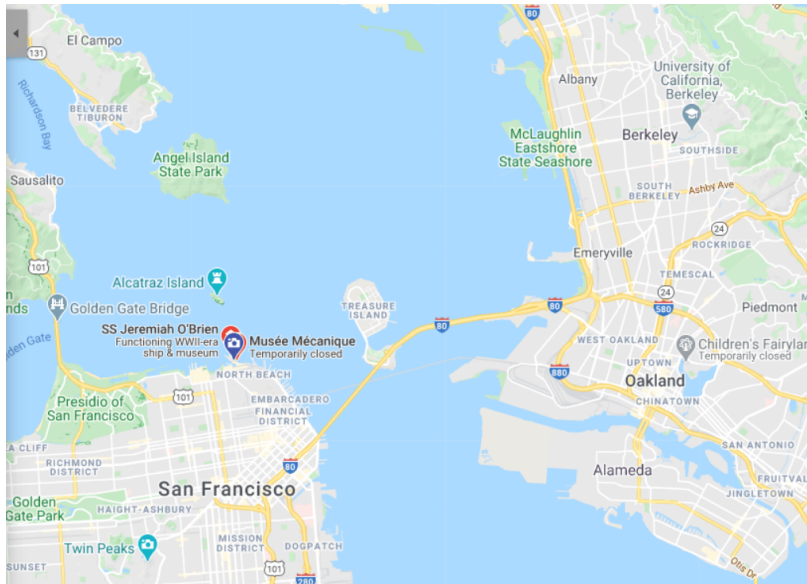 80
El Campo
131
University of
California,
Berkeley
Albany
Richardson Bay
BELVEDERE
TIBURON
McLaughlin
Eastshore
State Seashore
Berkeley
SOUTHSIDE
Angel Island
State Park
Sausalito
SOUTH
BERKELEY
Ashby Ave
24
ROCKRIDGE
101
Emeryville
TEMESCAL
Alcatraz Island
24
Golden Gate Bridge
TREASURE
ISLAND
80
580
Piedmont
80
SS Jeremiah O'Brien
Functioning WWII-era
ship & museum
Musée Mécanique
Temporarily closed
WEST OAKLAND
Children's Fairylan
Temporarily closed
UPTOWN
880
Oakland
NORTH BEACH
101
CHINATOWN
Presidio of
San Francisco
EMBARCADERO
FINANCIAL
DISTRICT
A CLIFF
SAN ANTONIO
RICHMOND
DISTRICT
80
Alameda
San Francisco
FRUITVAL
JINGLETOWN
Golden
Gate Park
HAIGHT-ASHBURY
Twin Peaks
MISSION
DISTRICT
DOGPATCH
SUNSET
101
280
Otis Dr